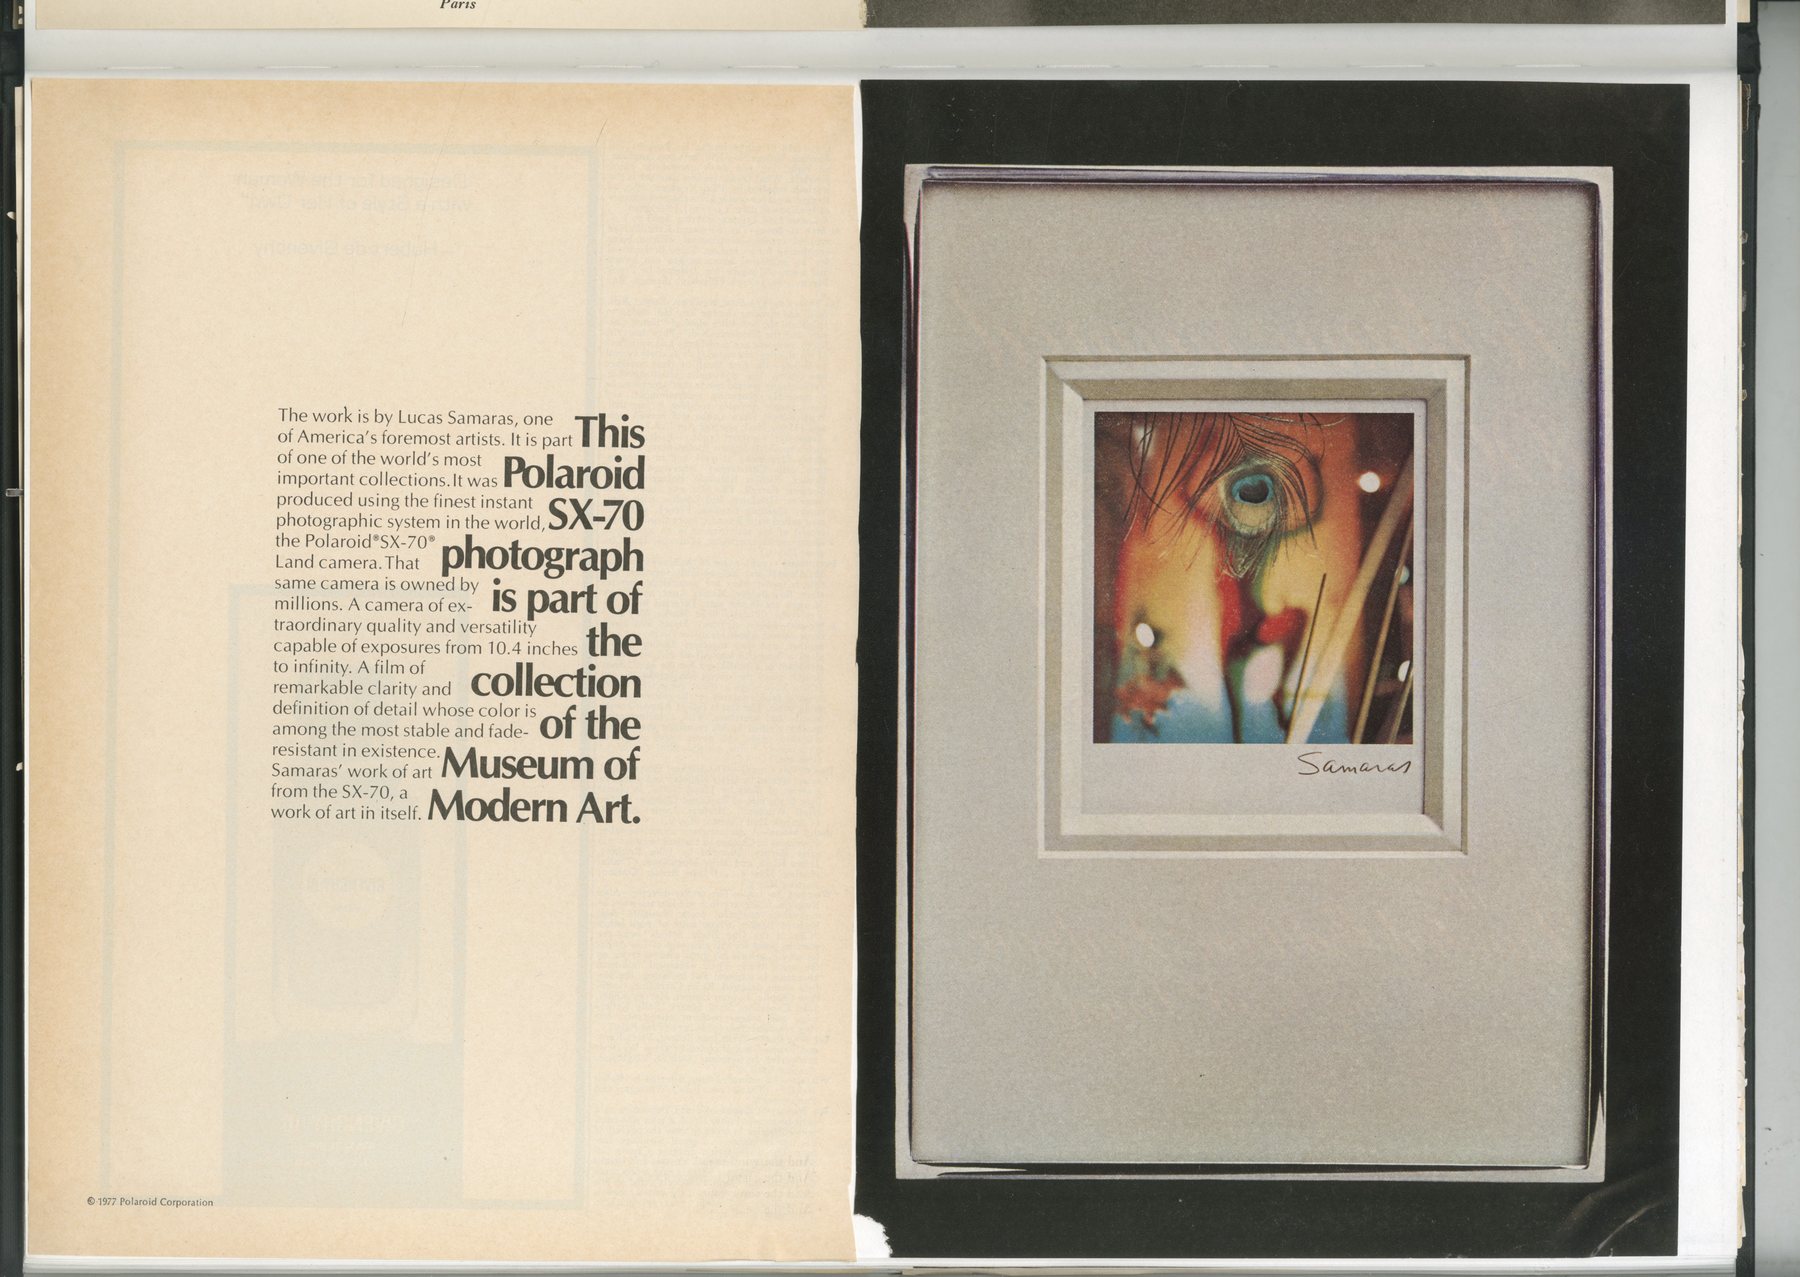 Paris
The work is by Lucas Samaras, one
of America's foremost artists. It is part
of one of the world's most
important collections. It was
produced using the finest instant
photographic system in the world,
the Polaroid®SX-70®
Land camera. That
same camera is owned by
millions. A camera of ex-
traordinary quality and versatility
capable of exposures from 10.4 inches
to infinity. A film of
remarkable clarity and
definition of detail whose color is
among the most stable and fade-
resistant in existence.
Samaras' work of art
from the SX-70, a
work of art in itself.
This
Polaroid
SX-70
photograph
is part of
the
collection
of the
Museum of
Modern Art.
© 1977 Polaroid Corporation
Samaras